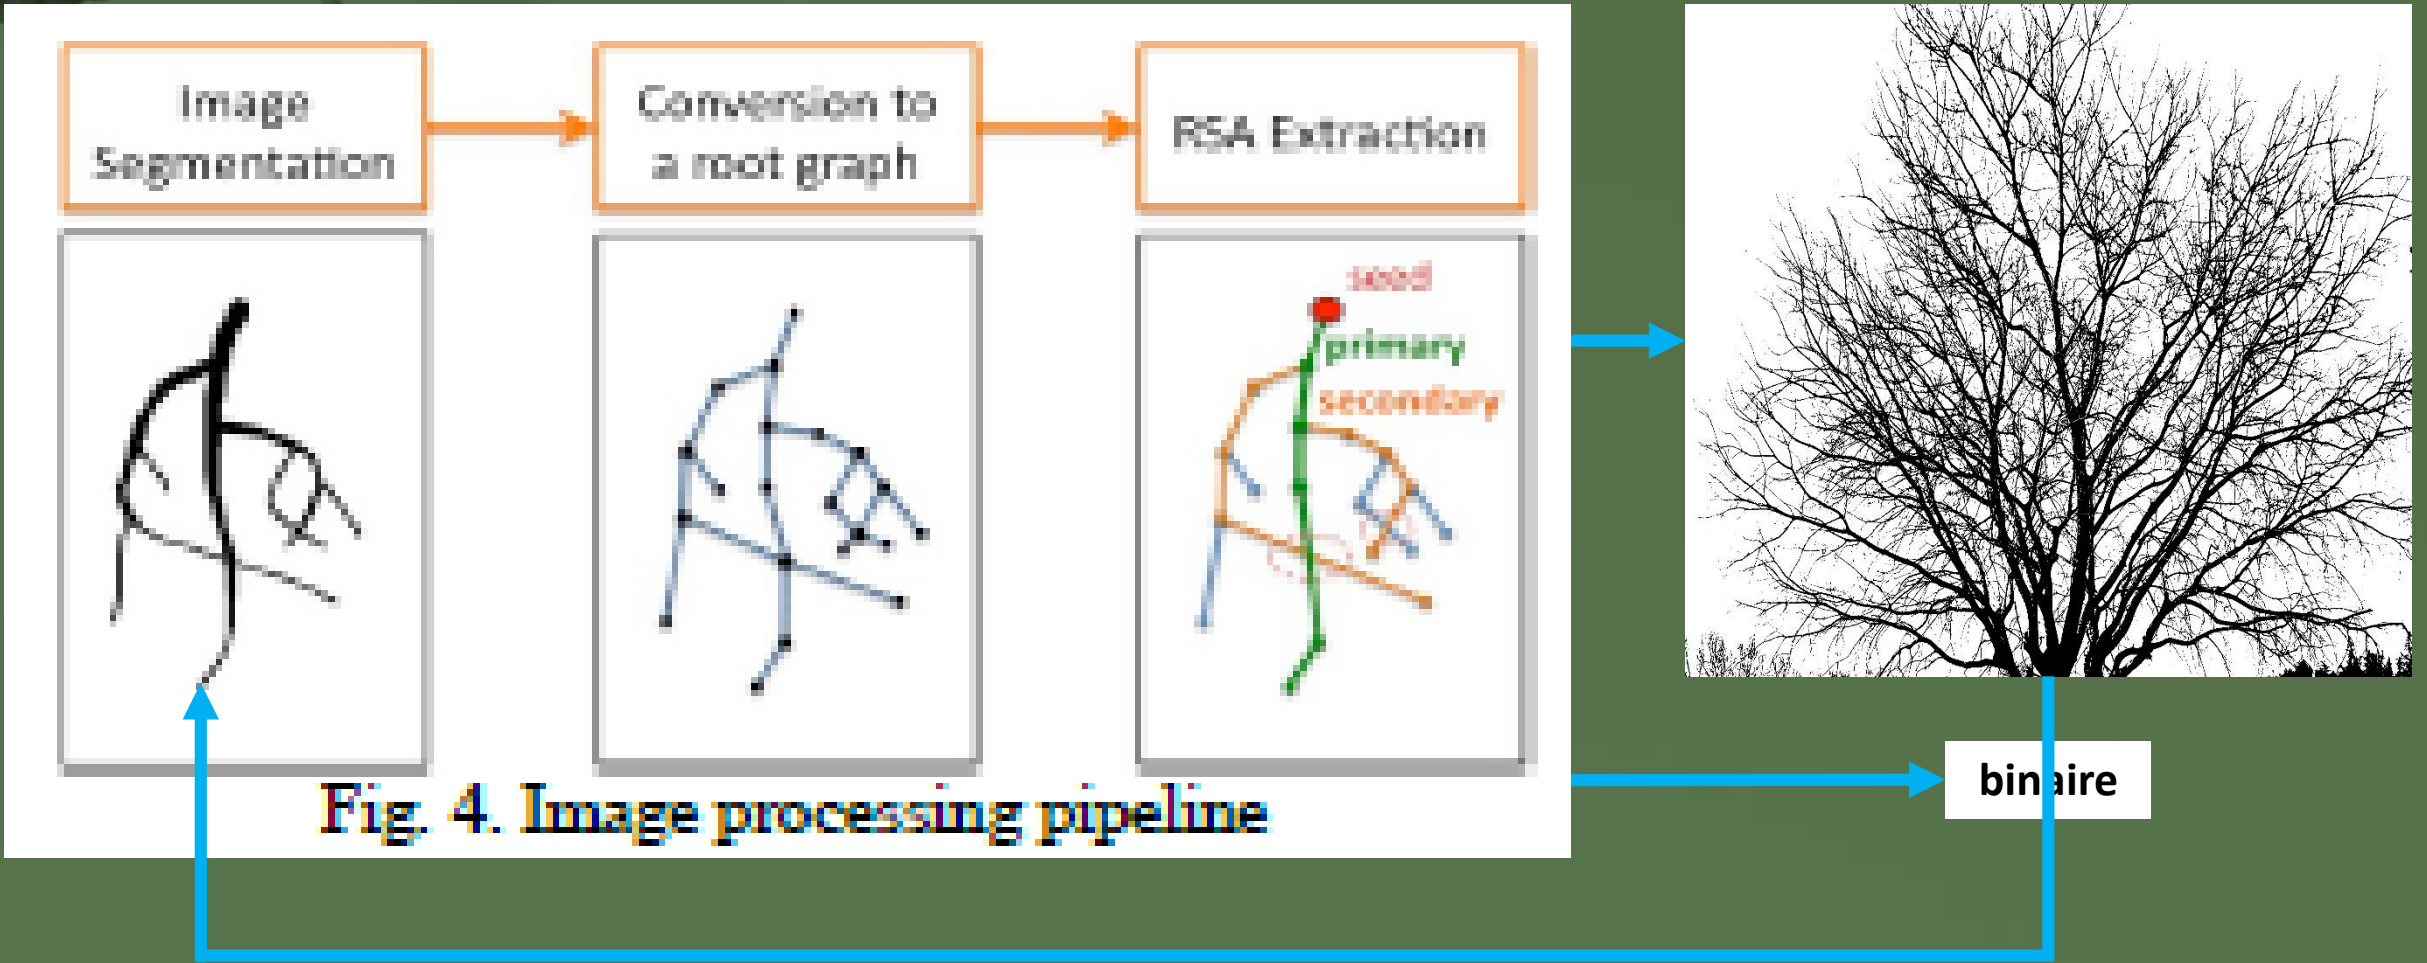 Image
Segmentation
Conversion to
a root graph
RSA Extraction
seed
primary
secondary
Fig. 4. Image processing pipeline
binaire